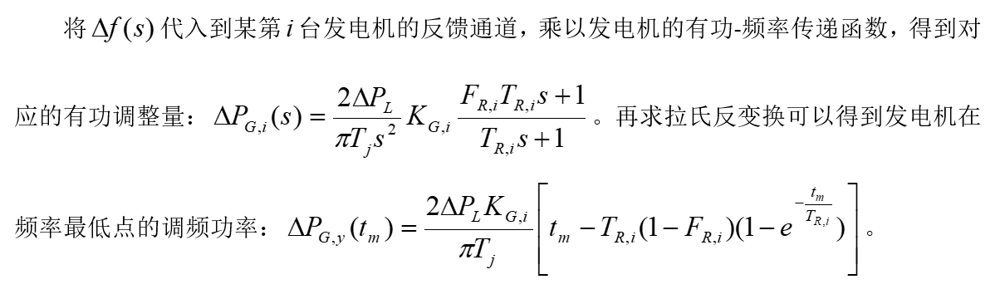 将 Δf(s) 代入到某第 i 台发电机的反馈通道，乘以发电机的有功-频率传递函数，得到对
应的有功调整量：$\Delta P_{G,i}(s)=\frac{2\Delta P_L}{\pi T_j s^2}K_{G,i}\frac{F_{R,i}T_{R,i}s+1}{T_{R,i}s+1}$。再求拉氏反变换可以得到发电机在
频率最低点的调频功率：$\Delta P_{G,y}(t_m)=\frac{2\Delta P_L K_{G,i}}{\pi T_j}\left[t_m-T_{R,i}(1-F_{R,i})(1-e^{-\frac{t_m}{T_{R,i}}})\right]$。